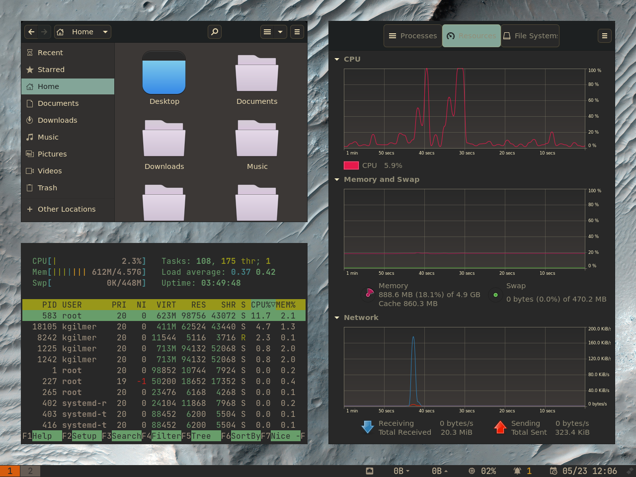 Home
Recent
Starred
Home
Documents
Downloads
Music
Pictures
Videos
Trash
Other Locations
Desktop
Documents
Downloads
Music
CPU[| 2.3%] Tasks: 108, 175 thr; 1
Mem[||||||| 612M/4.57G] Load average: 0.37 0.42
Swp[ 0K/448M] Uptime: 03:49:48
PID USER PRI NI VIRT RES SHR S CPU%▽MEM%
583 root 20 0 623M 98756 43072 S 11.7 2.1
18105 kgilmer 20 0 411M 62524 43440 S 4.7 1.3
8242 kgilmer 20 0 11544 5116 3716 R 2.3 0.1
1225 kgilmer 20 0 713M 94132 52068 S 0.8 2.0
1242 kgilmer 20 0 713M 94132 52068 S 0.8 2.0
1 root 20 0 98852 10744 7924 S 0.0 0.2
227 root 19 -1 50200 18652 17352 S 0.0 0.4
265 root 20 0 23476 6168 4268 S 0.0 0.1
402 systemd-r 20 0 24104 11868 7968 S 0.0 0.2
403 systemd-t 20 0 88452 6200 5504 S 0.0 0.1
416 systemd-t 20 0 88452 6200 5504 S 0.0 0.1
F1Help F2Setup F3SearchF4FilterF5Tree F6SortByF7Nice -F
Processes
File Systems
CPU
100 %
80 %
60 %
40 %
20 %
0 %
1 min 50 secs 40 secs 30 secs 20 secs 10 secs
CPU 5.9%
Memory and Swap
100 %
80 %
60 %
40 %
20 %
0 %
1 min 50 secs 40 secs 30 secs 20 secs 10 secs
Memory
888.6 MB (18.1%) of 4.9 GB
Cache 860.3 MB
Swap
0 bytes (0.0%) of 470.2 MB
Network
200.0 KiB/s
160.0 KiB/s
80.0 KiB/s
40.0 KiB/s
0 bytes/s
1 min 50 secs 40 secs 30 secs 20 secs 10 secs
Receiving 0 bytes/s
Total Received 20.3 MiB
Sending 0 bytes/s
Total Sent 323.4 KiB
1 2
0B 0B 02% 1 05/23 12:06